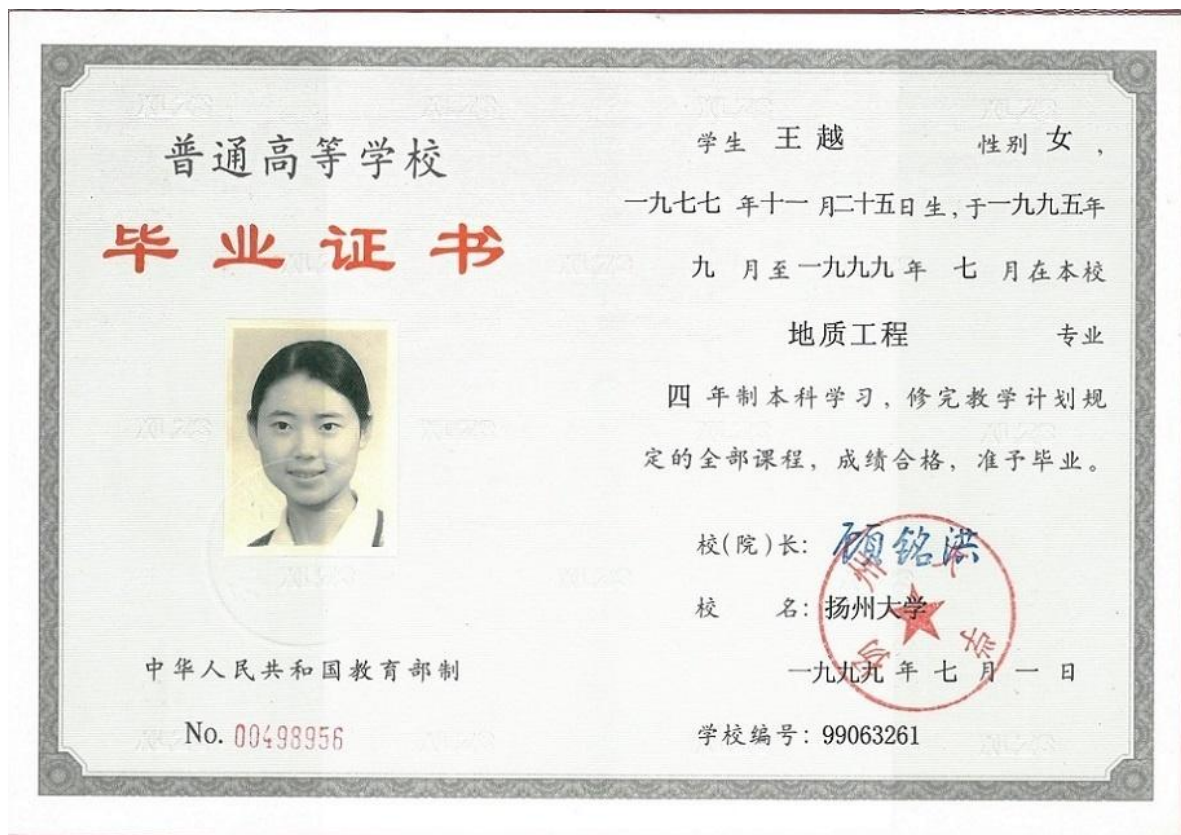 普通高等学校
毕业证书
中华人民共和国教育部制
No. 00498956
学生 王越 性别 女，
一九七七 年十一月二十五日生，于一九九五年
九 月至一九九九年 七 月在本校
地质工程 专业
四 年制本科学习，修完教学计划规
定的全部课程，成绩合格，准予毕业。
校(院)长： 顾铭洪
校 名：扬州大学
一九九九 年 七 月 一 日
学校编号：99063261
扬州大学